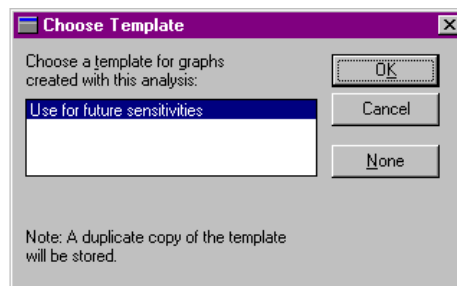 Choose Template
Choose a template for graphs
created with this analysis:
OK
Use for future sensitivities
Cancel
None
Note: A duplicate copy of the template
will be stored.